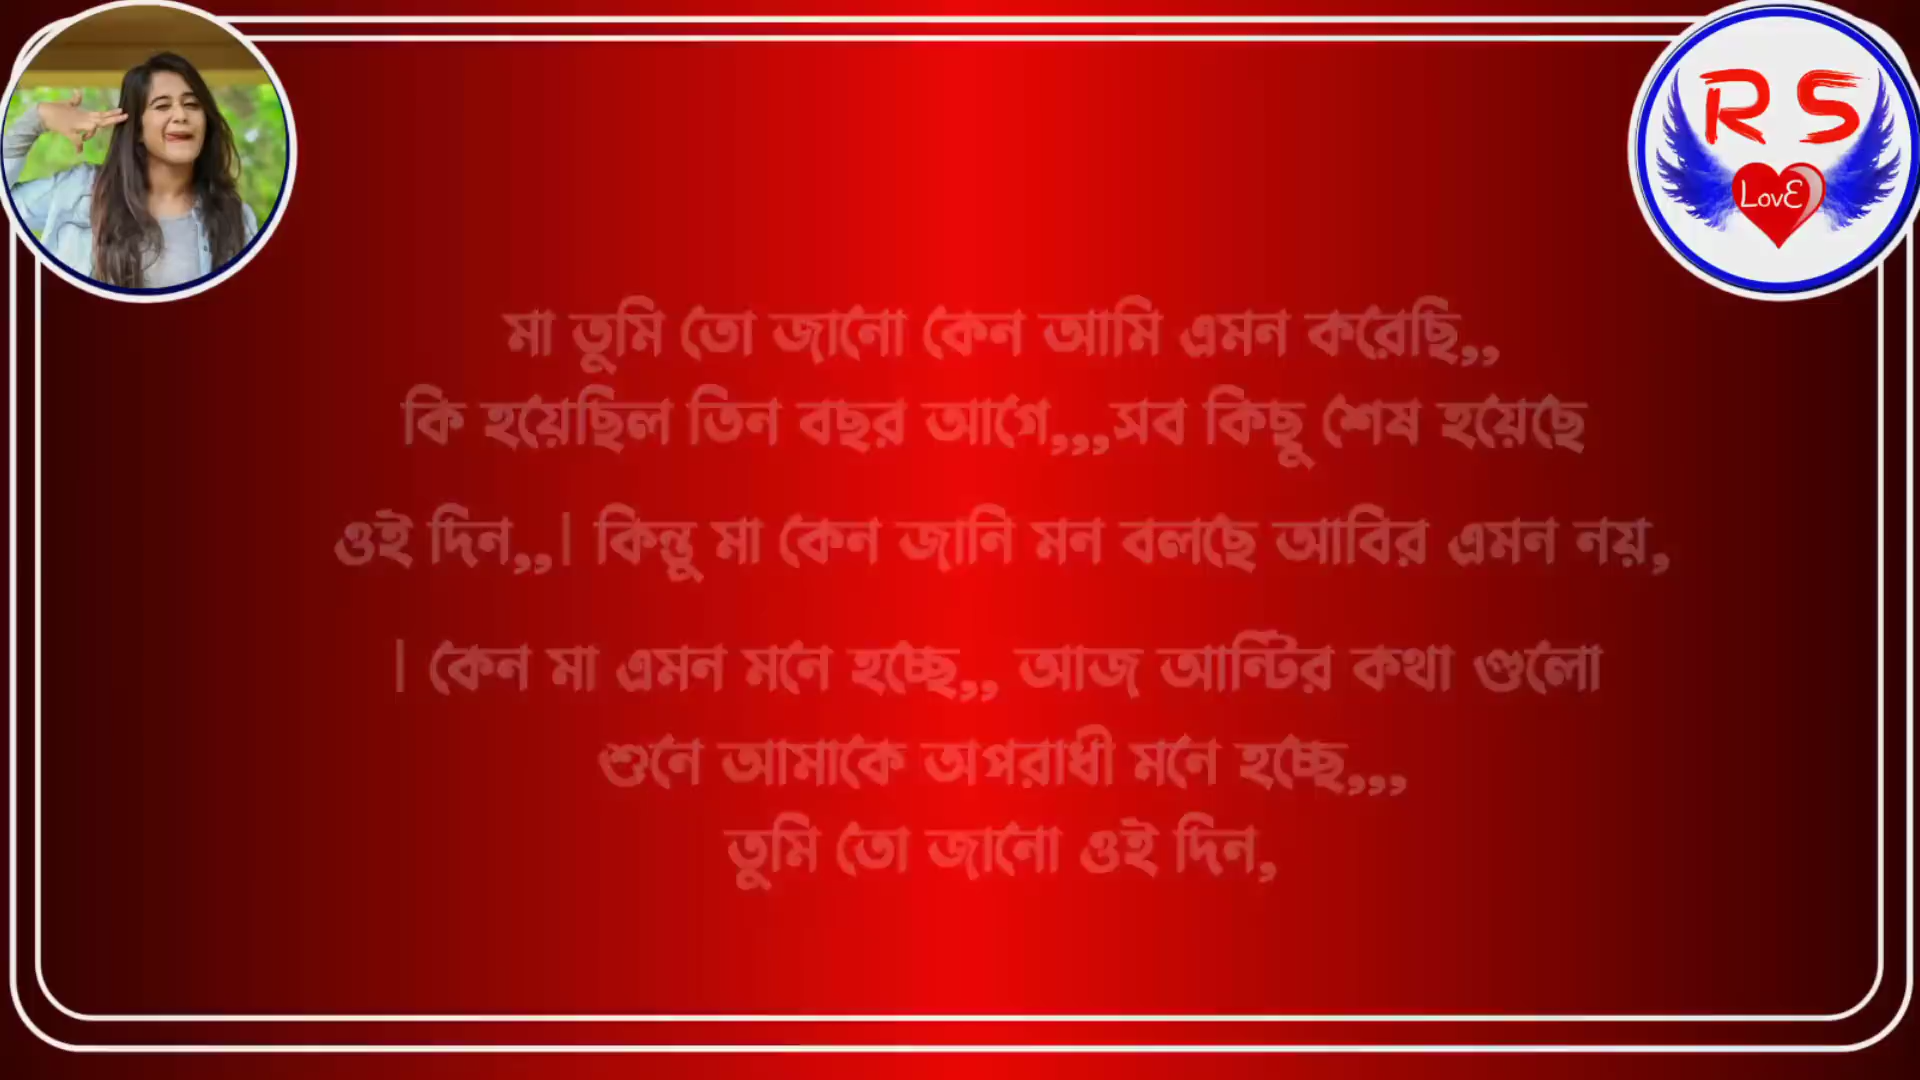 R S
LovE
মা তুমি তো জানো কেন আমি এমন করেছি,,
কি হয়েছিল তিন বছর আগে,,,সব কিছু শেষ হয়েছে
ওই দিন,,| কিন্তু মা কেন জানি মন বলছে আবির এমন নয়,
| কেন মা এমন মনে হচ্ছে,, আজ আন্টির কথা গুলো
শুনে আমাকে অপরাধী মনে হচ্ছে,,,
তুমি তো জানো ওই দিন,